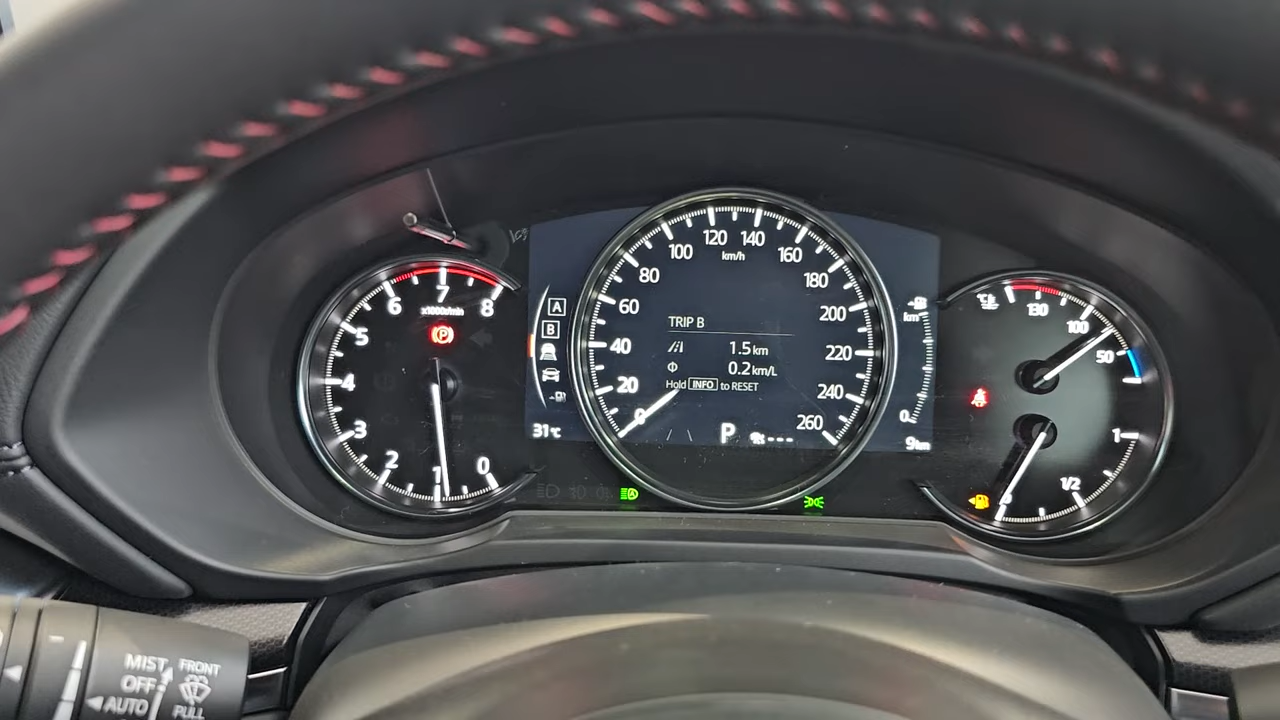 6 7 8
x1000r/min
5
4
3
2 1 0
P
A
B
31℃
100 120 140 160
km/h
80 180
60 200
40 220
20 240
0 260
TRIP B
1.5 km
0.2 km/L
Hold INFO to RESET
P ---
km
0
9km
130
100
50
1
1/2
0
A
MIST
OFF
AUTO
FRONT
PULL